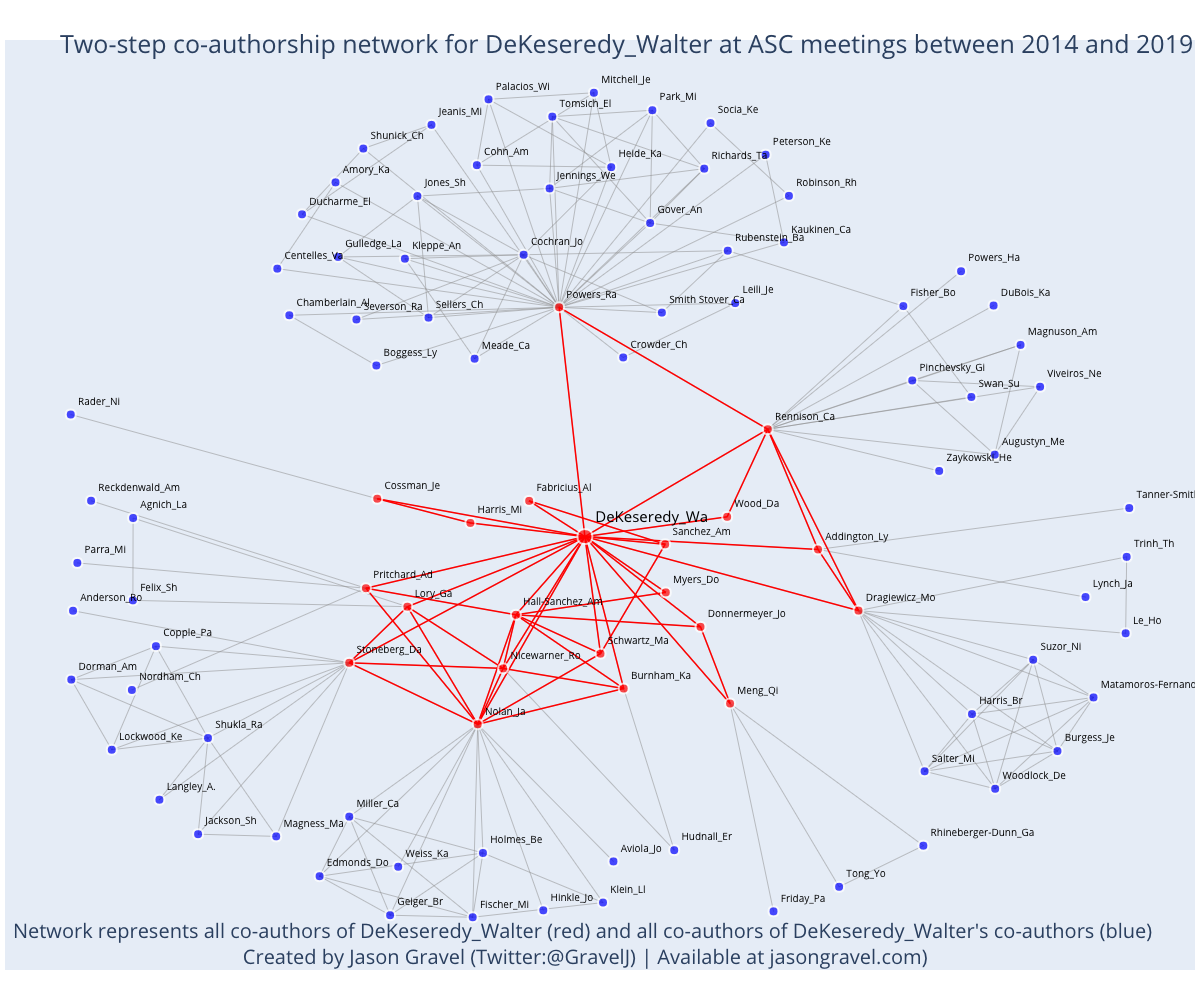 Two-step co-authorship network for DeKeseredy_Walter at ASC meetings between 2014 and 2019
Mitchell_Je
Palacios_Wi
Park_Mi
Tomsich_El
Socia_Ke
Jeanis_Mi
Shunick_Ch
Peterson_Ke
Cohn_Am
Heide_Ka
Richards_Ta
Amory_Ka
Jennings_We
Jones_Sh
Robinson_Rh
Ducharme_El
Gover_An
Kaukinen_Ca
Rubenstein_Ba
Gulledge_La
Kleppe_An
Cochran_Jo
Centelles_Va
Powers_Ha
Powers_Ra
Leili_Je
Fisher_Bo
DuBois_Ka
Chamberlain_Al
Severson_Ra
Sellers_Ch
Smith Stover_Ca
Magnuson_Am
Boggess_Ly
Meade_Ca
Crowder_Ch
Pinchevsky_Gi
Viveiros_Ne
Swan_Su
Rader_Ni
Rennison_Ca
Augustyn_Me
Zaykowski_He
Reckdenwald_Am
Cossman_Je
Fabricius_Al
Tanner-Smith
Agnich_La
Harris_Mi
Wood_Da
DeKeseredy_Wa
Sanchez_Am
Addington_Ly
Trinh_Th
Parra_Mi
Pritchard_Ad
Myers_Do
Lynch_Ja
Felix_Sh
Lory_Ga
Anderson_Bo
Hall-Sanchez_Am
Donnermeyer_Jo
Dragiewicz_Mo
Le_Ho
Copple_Pa
Stoneberg_Da
Nicewarner_Ro
Schwartz_Ma
Suzor_Ni
Dorman_Am
Nordham_Ch
Burnham_Ka
Meng_Qi
Matamoros-Fernand
Harris_Br
Shukla_Ra
Nolan_Ja
Lockwood_Ke
Burgess_Je
Salter_Mi
Woodlock_De
Langley_A.
Miller_Ca
Jackson_Sh
Magness_Ma
Holmes_Be
Hudnall_Er
Rhineberger-Dunn_Ga
Edmonds_Do
Weiss_Ka
Aviola_Jo
Tong_Yo
Geiger_Br
Fischer_Mi
Hinkle_Jo
Klein_Ll
Friday_Pa
Network represents all co-authors of DeKeseredy_Walter (red) and all co-authors of DeKeseredy_Walter's co-authors (blue)
Created by Jason Gravel (Twitter:@GravelJ) | Available at jasongravel.com)